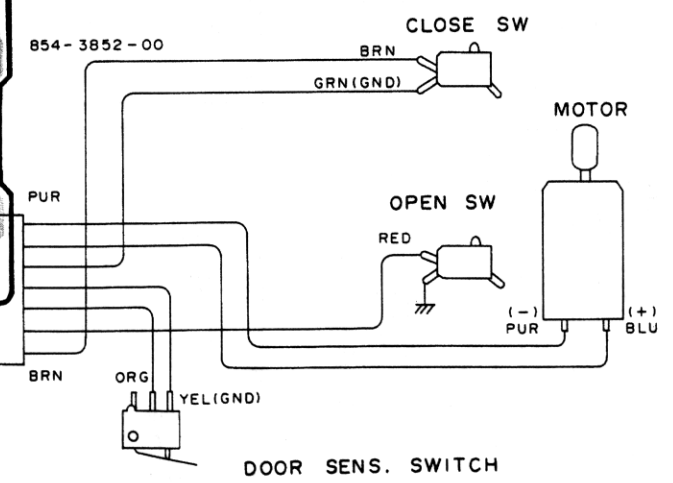 CLOSE SW
854-3852-00
BRN
GRN(GND)
MOTOR
PUR
OPEN SW
RED
(-)
PUR
(+)
BLU
BRN
ORG
YEL(GND)
DOOR SENS. SWITCH